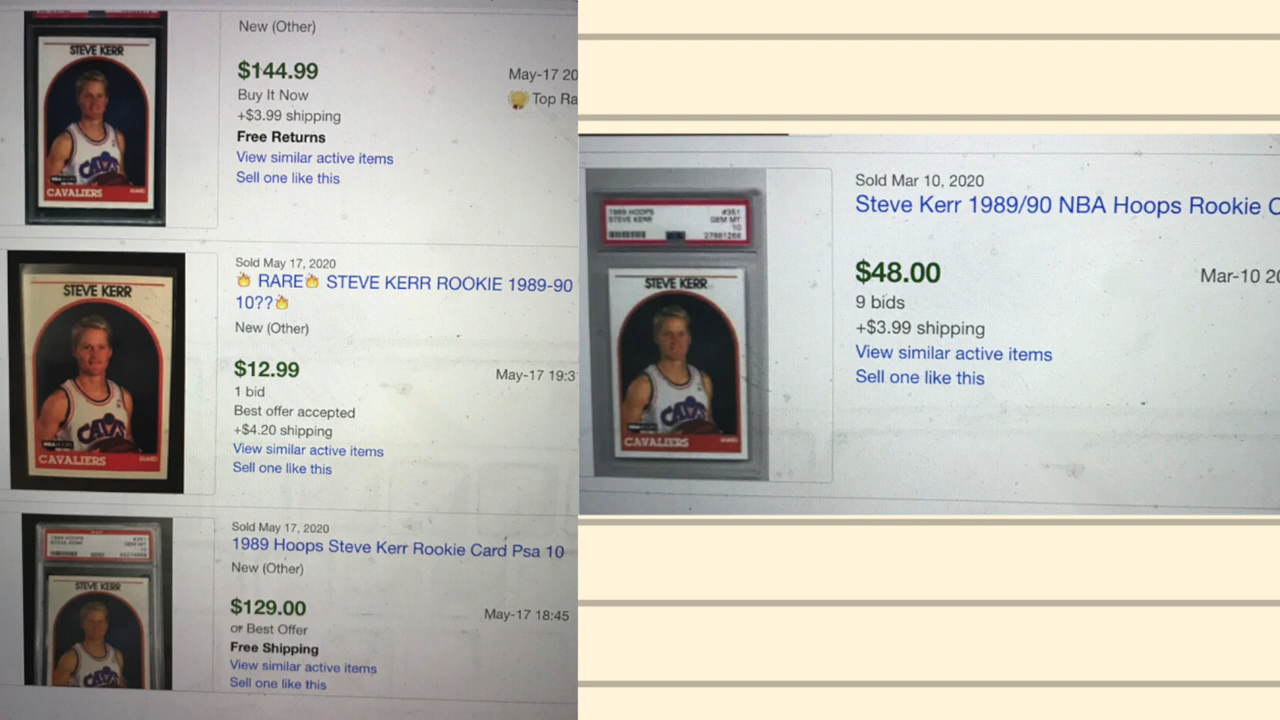 STEVE KERR
CAVALIERS
New (Other)
$144.99
Buy It Now
+$3.99 shipping
Free Returns
View similar active items
Sell one like this
May-17 20
Top Ra
STEVE KERR
CAVS
CAVALIERS
Sold May 17, 2020
🔥 RARE🔥 STEVE KERR ROOKIE 1989-90
10??🔥
New (Other)
$12.99
1 bid
Best offer accepted
+$4.20 shipping
View similar active items
Sell one like this
May-17 19:3
1989 HOOPS
STEVE KERR
STEVE KERR
Sold May 17, 2020
1989 Hoops Steve Kerr Rookie Card Psa 10
New (Other)
$129.00
or Best Offer
Free Shipping
View similar active items
Sell one like this
May-17 18:45
1989 HOOPS #351
STEVE KERR GEM MT
10
STEVE KERR
CAVS
CAVALIERS
Sold Mar 10, 2020
Steve Kerr 1989/90 NBA Hoops Rookie C
$48.00
9 bids
+$3.99 shipping
View similar active items
Sell one like this
Mar-10 20